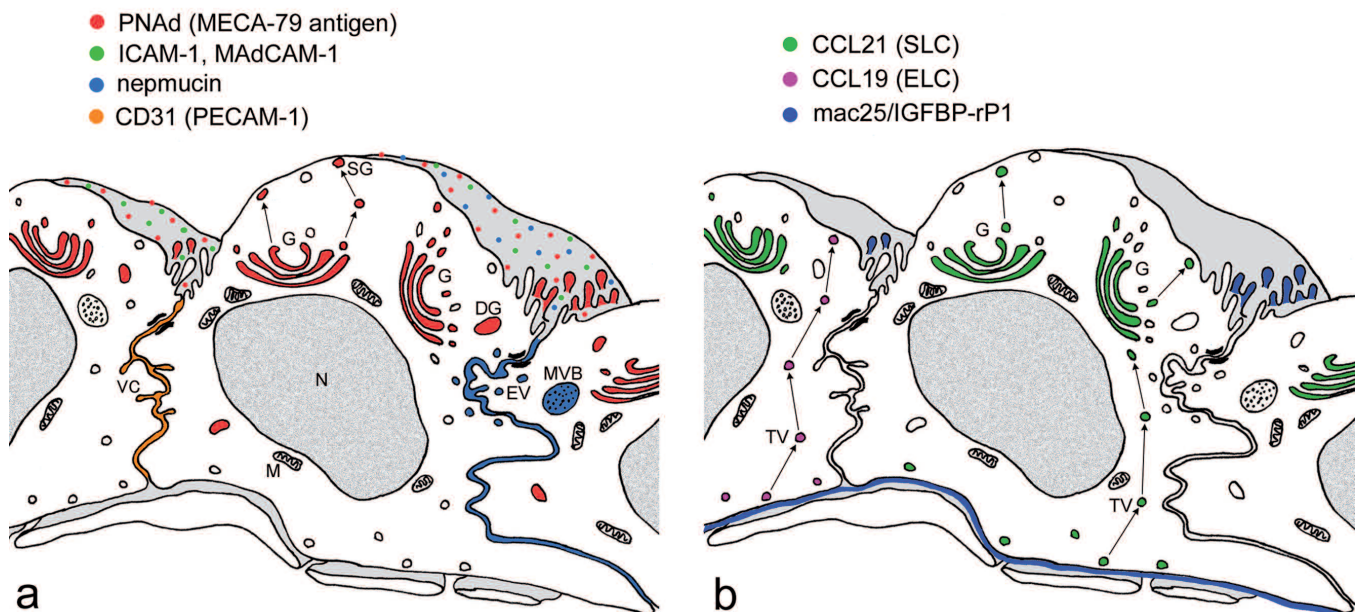 PNAd (MECA-79 antigen)
ICAM-1, MAdCAM-1
nepmucin
CD31 (PECAM-1)
SG
G
G
DG
VC
N
EV
MVB
M
a
CCL21 (SLC)
CCL19 (ELC)
mac25/IGFBP-rP1
G
G
TV
TV
b